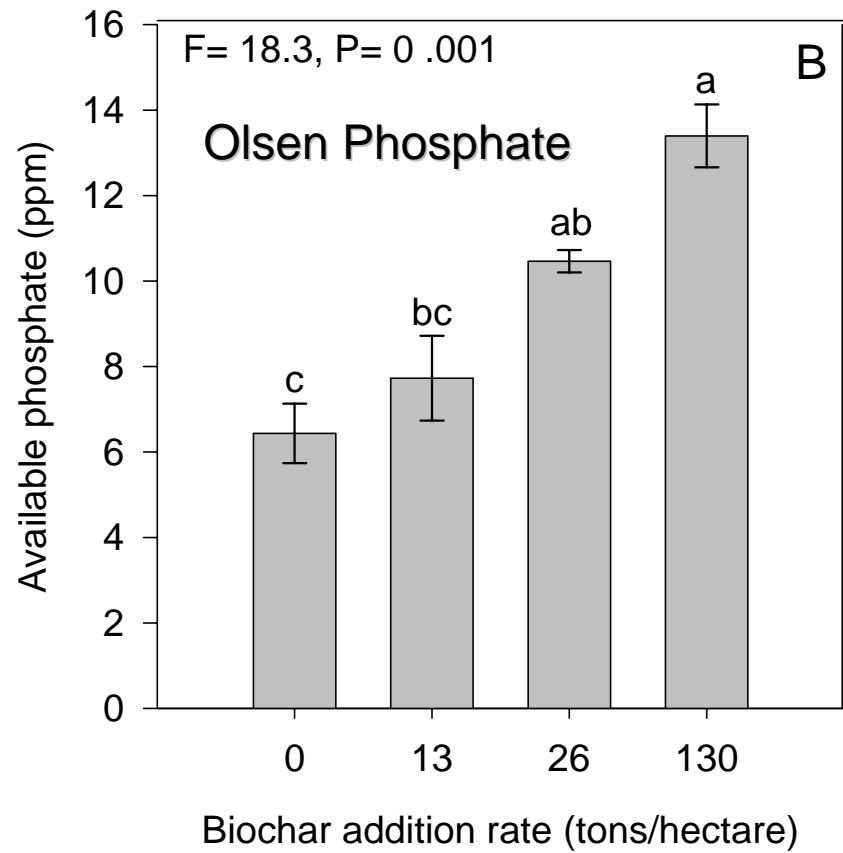 F= 18.3, P= 0 .001
B
Olsen Phosphate
Available phosphate (ppm)
16
14
12
10
8
6
4
2
0
c
bc
ab
a
0 13 26 130
Biochar addition rate (tons/hectare)